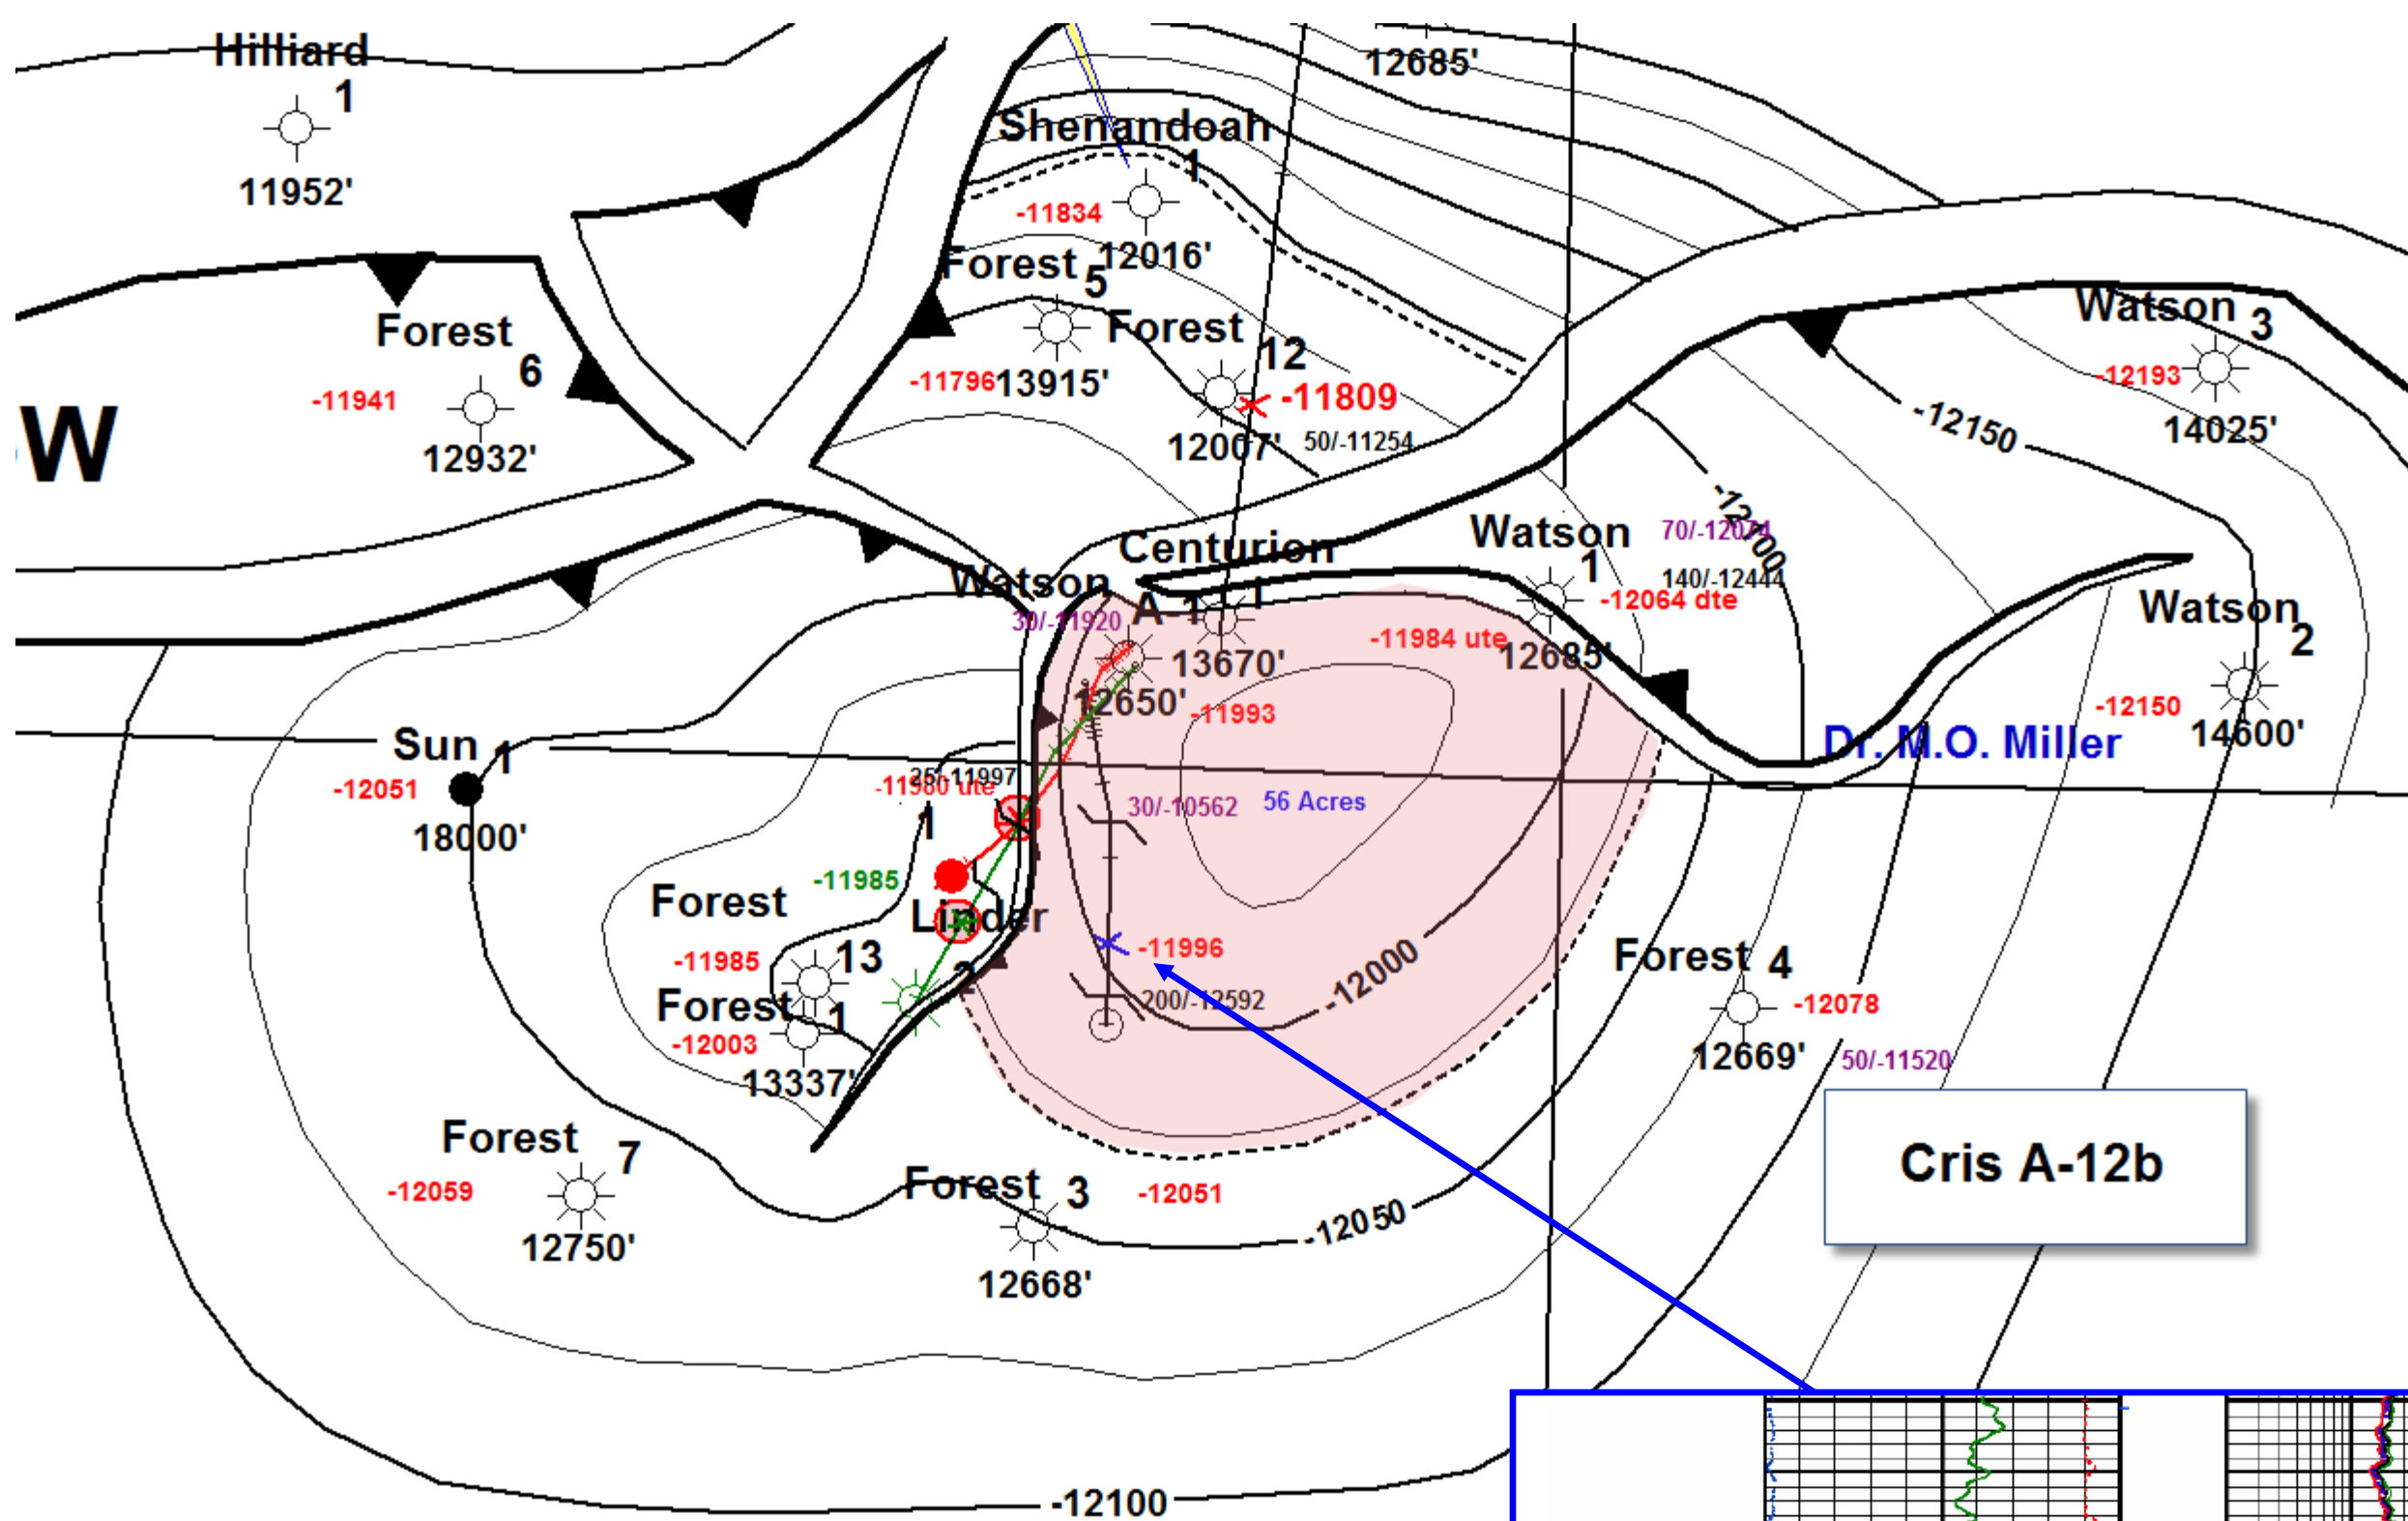 Hilliard
1
11952'
12685'
Shenandoah
1
-11834
12016'
Forest
5
-11796
13915'
Forest
12
-11809
12007'
50/-11254
Forest
6
-11941
12932'
W
Watson 3
-12193
14025'
-12150
-12100
Watson
1
70/-12074
140/-12444
-12064 dte
12685'
-11984 ute
Centurion
1
13670'
Watson
A-1
30/-11920
12650'
-11993
Watson
2
-12150
14600'
Dr. M.O. Miller
Sun 1
-12051
18000'
25/-11997
-11980 ute
1
30/-10562
56 Acres
-11985
Linder
2
Forest
13
-11985
Forest 1
-12003
13337'
-11996
200/-12592
-12000
Forest 4
-12078
12669'
50/-11520
Cris A-12b
Forest 7
-12059
12750'
Forest 3
-12051
12668'
-12050
-12100